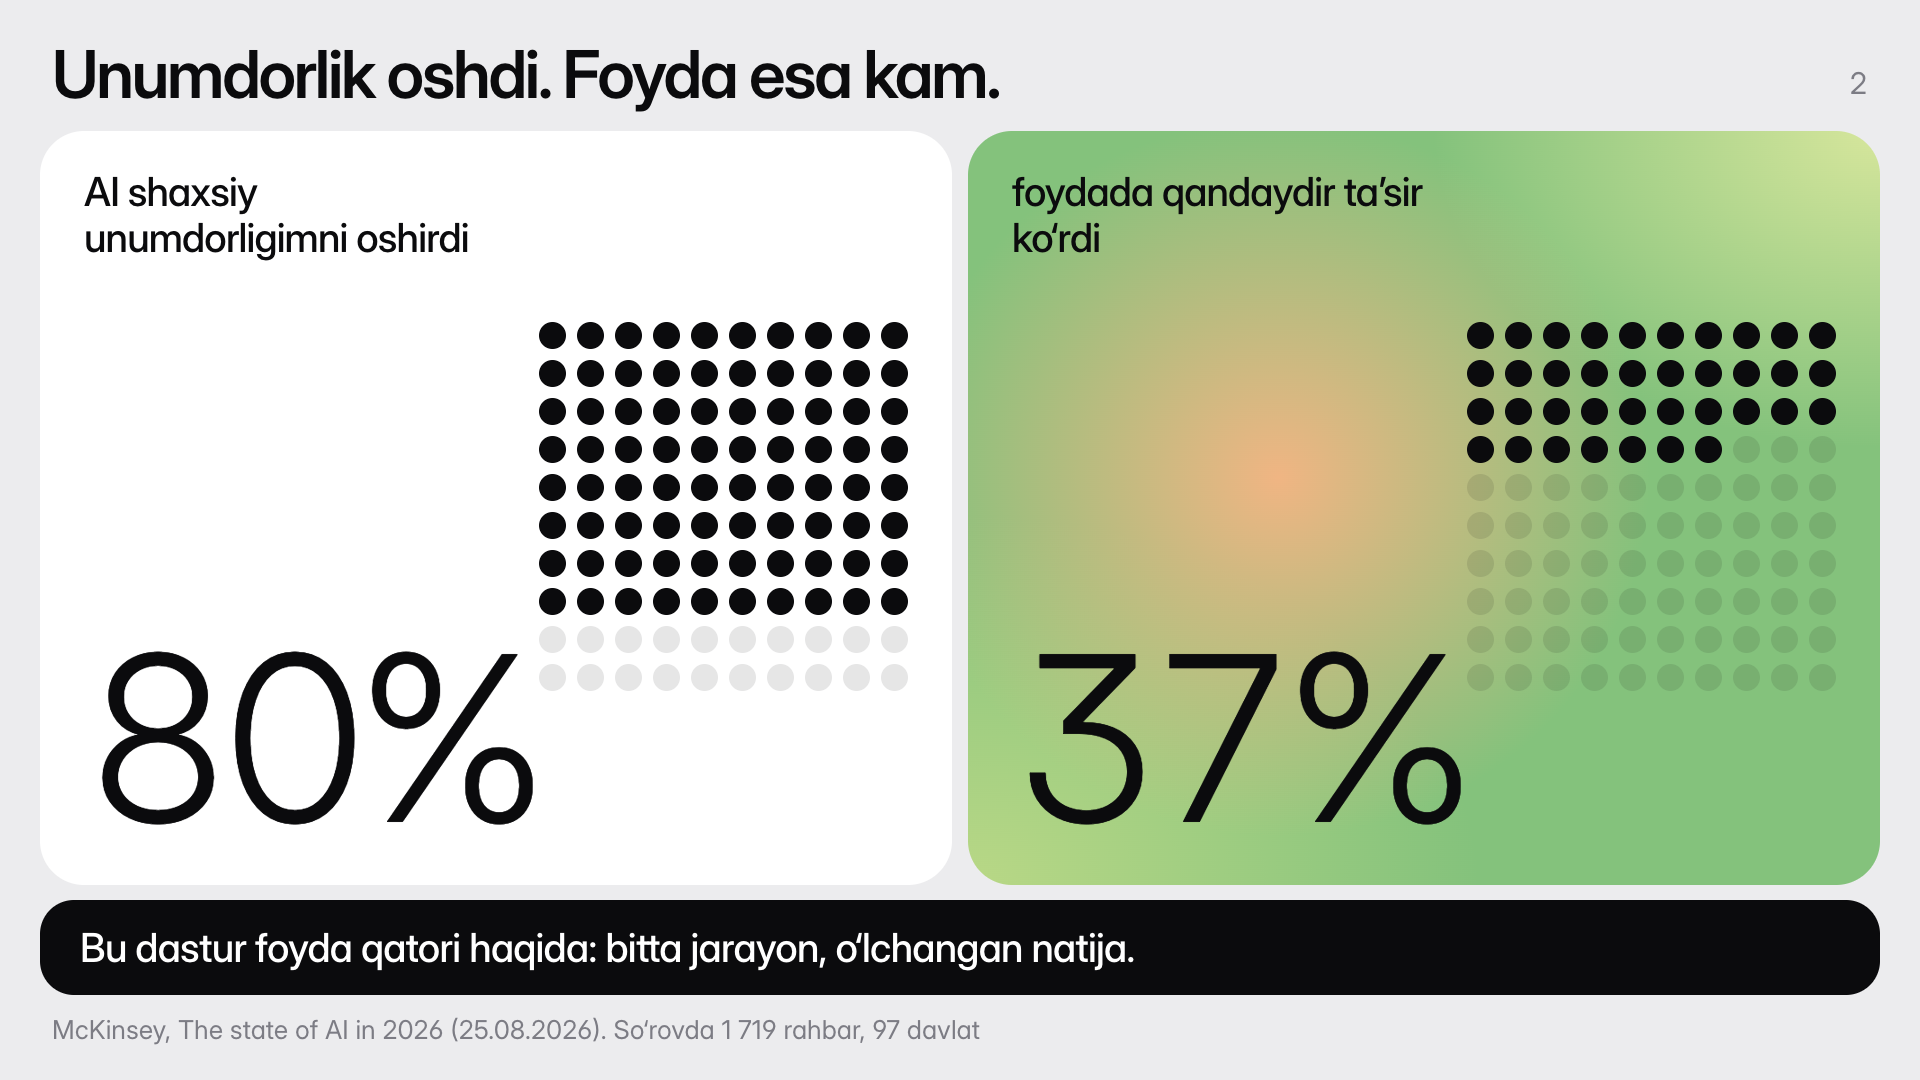 Unumdorlik oshdi. Foyda esa kam.
2
AI shaxsiy
unumdorligimni oshirdi
80%
foydada qandaydir ta’sir
ko‘rdi
37%
Bu dastur foyda qatori haqida: bitta jarayon, o‘lchangan natija.
McKinsey, The state of AI in 2026 (25.08.2026). So‘rovda 1 719 rahbar, 97 davlat